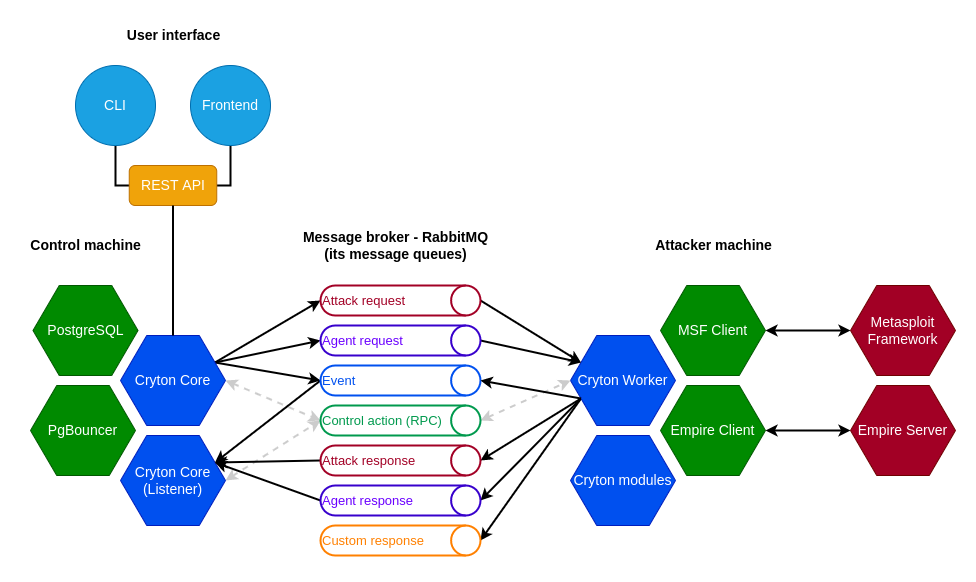 User interface
CLI
Frontend
REST API
Control machine
Message broker - RabbitMQ
(its message queues)
Attacker machine
PostgreSQL
Cryton Core
PgBouncer
Cryton Core
(Listener)
Attack request
Agent request
Event
Control action (RPC)
Attack response
Agent response
Custom response
MSF Client
Metasploit
Framework
Cryton Worker
Empire Client
Empire Server
Cryton modules